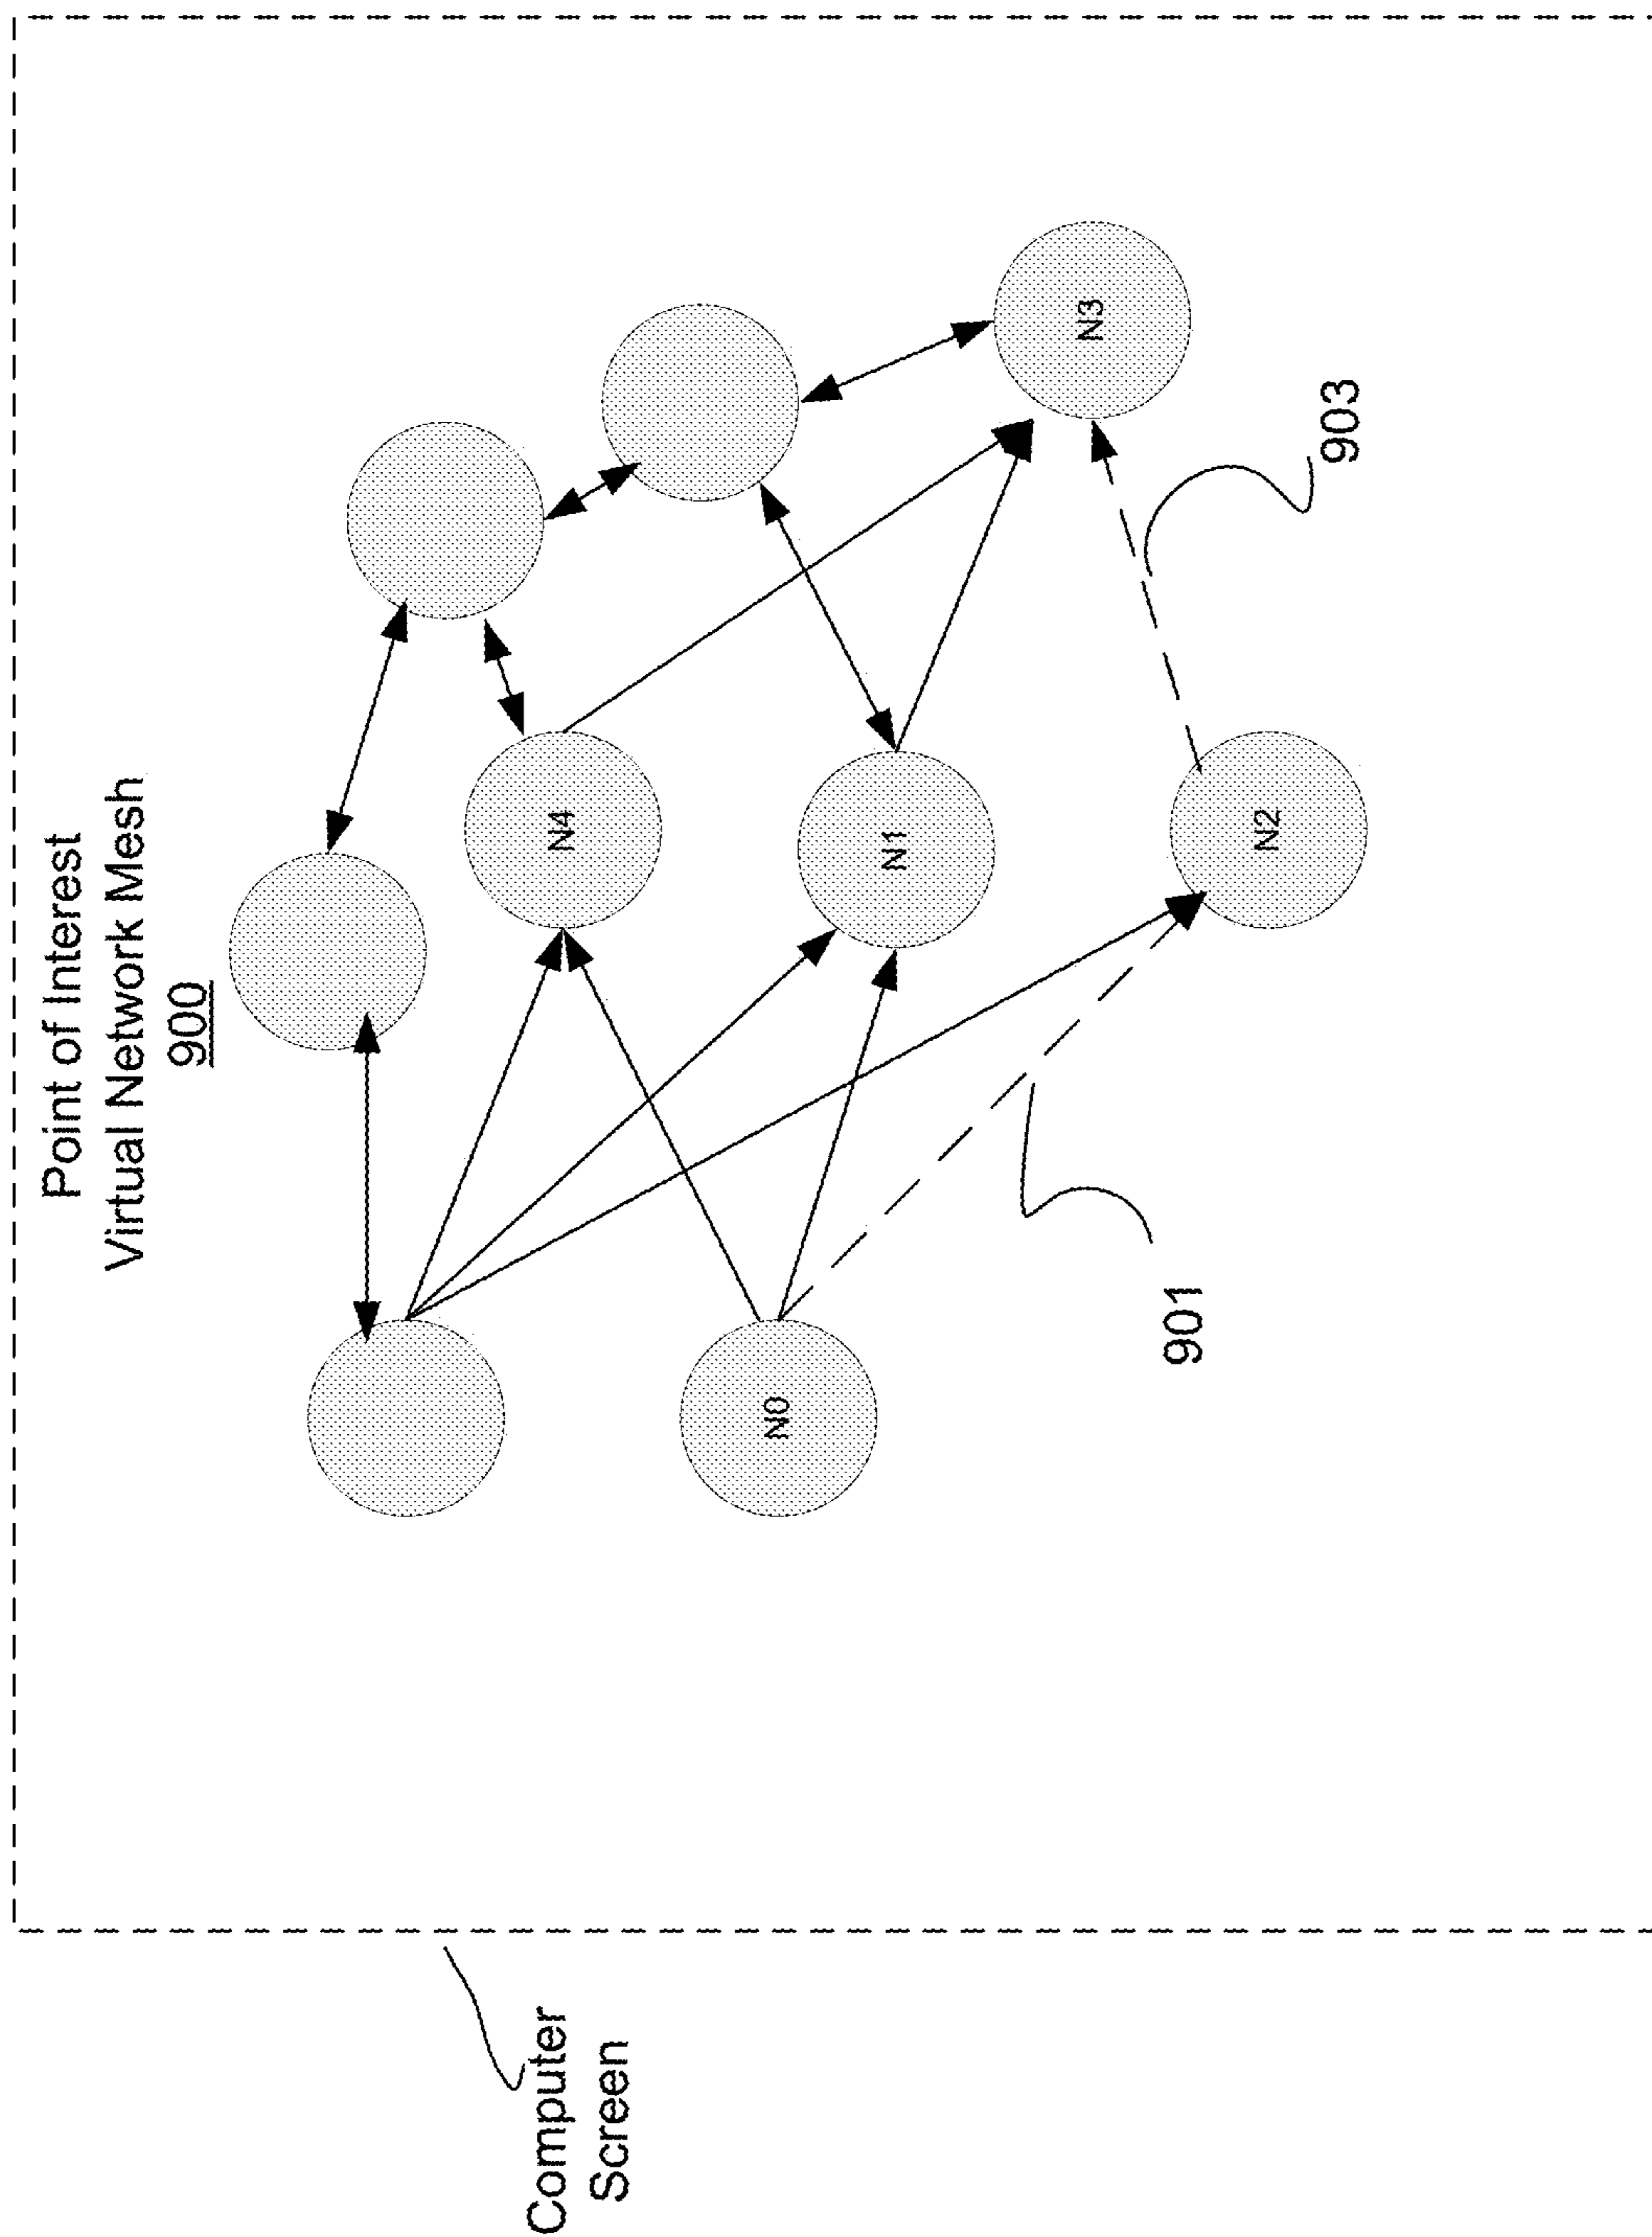 Point of Interest
Virtual Network Mesh
900
N4
N1
N0
N3
N2
903
901
Computer
Screen